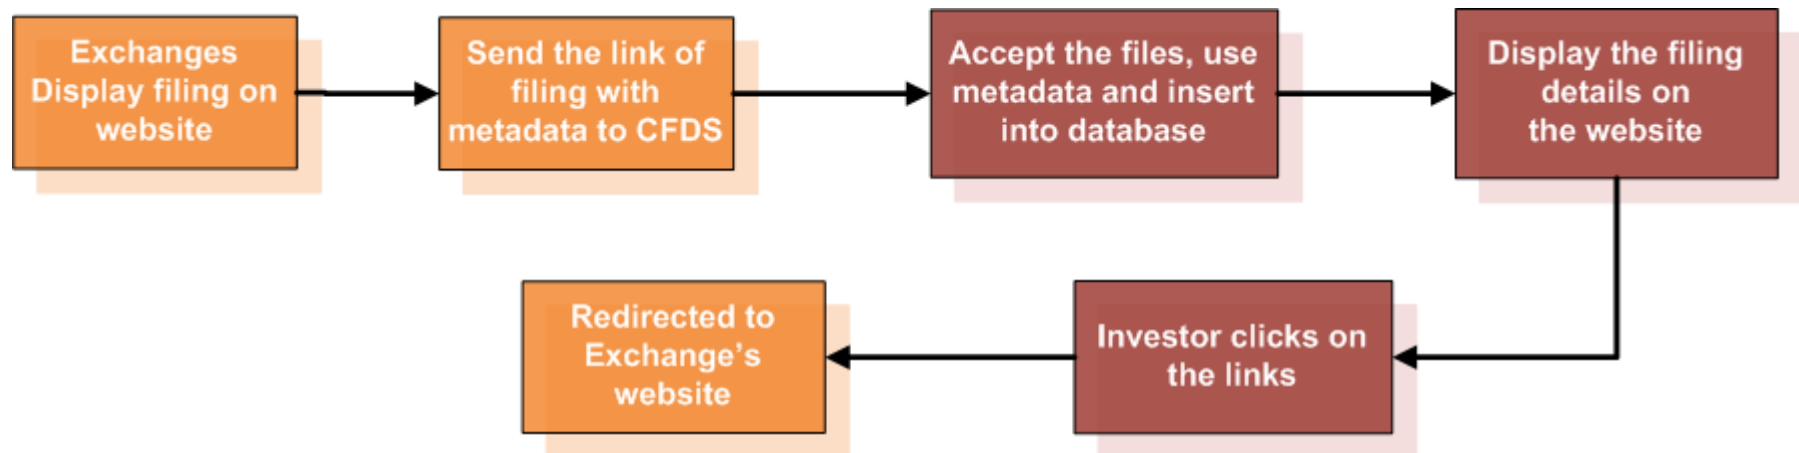 Exchanges
Display filing on
website
Send the link of
filing with
metadata to CFDS
Accept the files, use
metadata and insert
into database
Display the filing
details on
the website
Investor clicks on
the links
Redirected to
Exchange’s
website